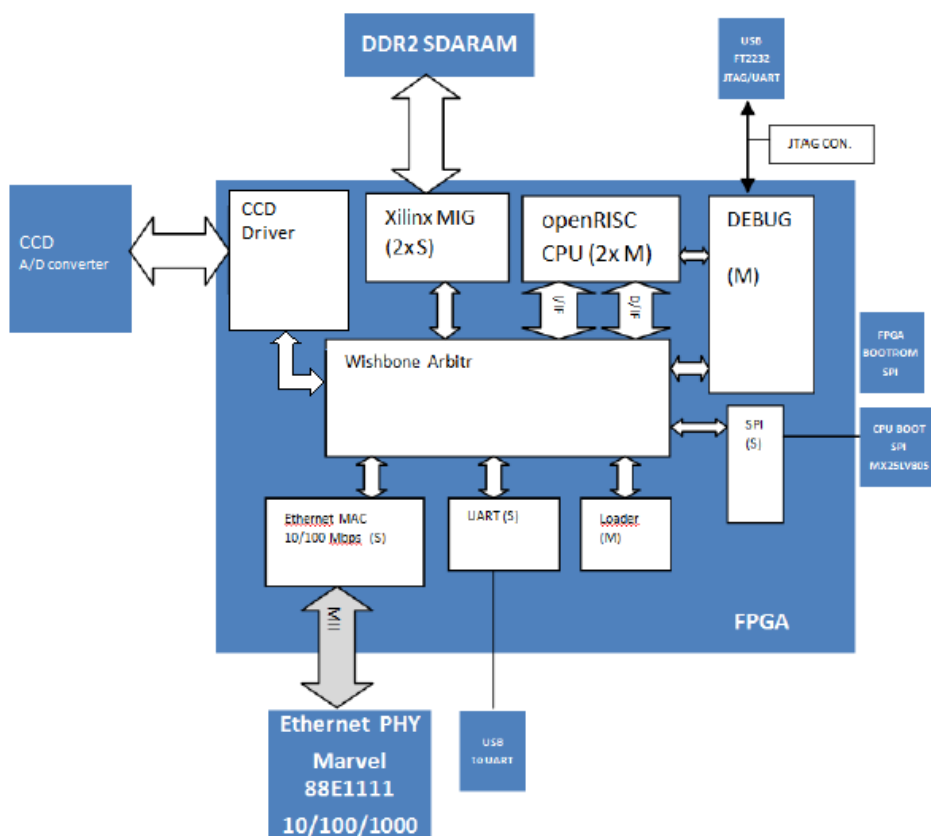 DDR2 SDARAM
USB
FT2232
JTAG/UART
JTAG CON.
CCD
A/D converter
CCD
Driver
Xilinx MIG
(2x S)
openRISC
CPU (2x M)
DEBUG
(M)
I/IF
D/IF
Wishbone Arbitr
FPGA
BOOTROM
SPI
SPI
(S)
CPU BOOT
SPI
MX25LV805
Ethernet MAC
10/100 Mbps (S)
UART (S)
Loader
(M)
MII
FPGA
Ethernet PHY
Marvel
88E1111
10/100/1000
USB
10 UART